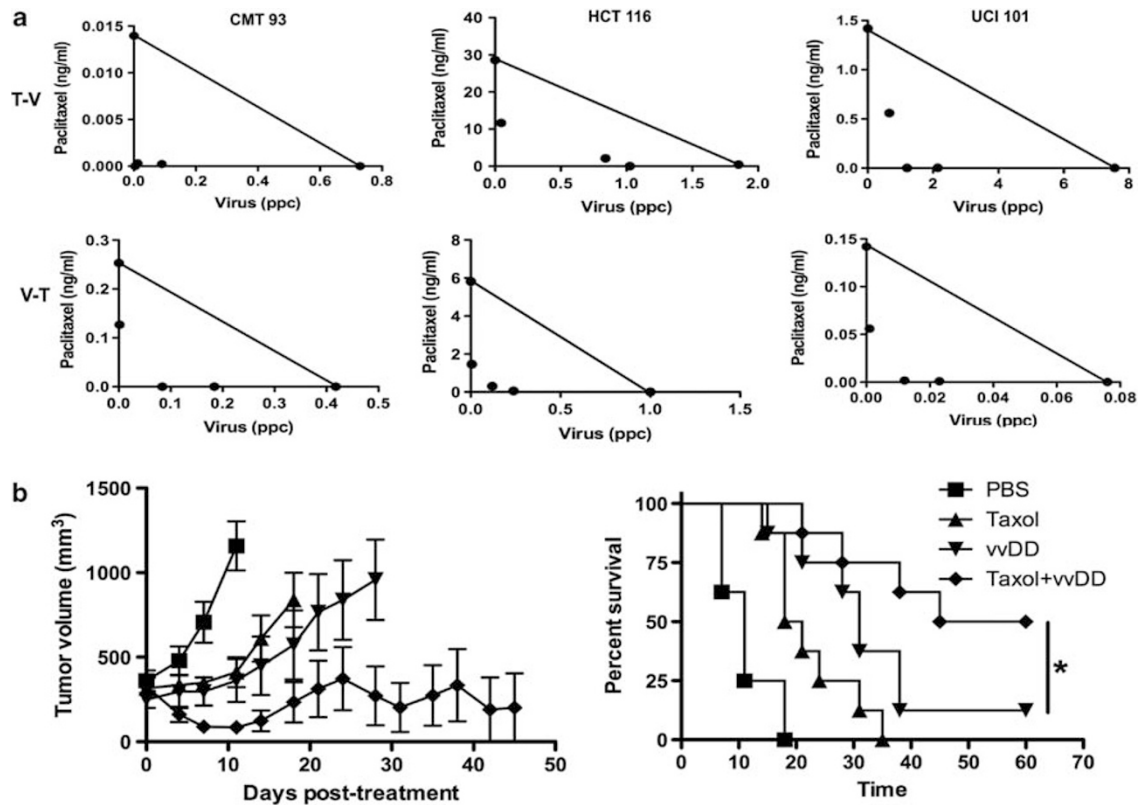 a
CMT 93
HCT 116
UCI 101
T-V
Paclitaxel (ng/ml)
0.015
0.010
0.005
0.000
0.0 0.2 0.4 0.6 0.8
Virus (ppc)
Paclitaxel (ng/ml)
40
30
20
10
0
0.0 0.5 1.0 1.5 2.0
Virus (ppc)
Paclitaxel (ng/ml)
1.5
1.0
0.5
0.0
0 2 4 6 8
Virus (ppc)
V-T
Paclitaxel (ng/ml)
0.3
0.2
0.1
0.0
0.0 0.1 0.2 0.3 0.4 0.5
Virus (ppc)
Paclitaxel (ng/ml)
8
6
4
2
0
0.0 0.5 1.0 1.5
Virus (ppc)
Paclitaxel (ng/ml)
0.15
0.10
0.05
0.00
0.00 0.02 0.04 0.06 0.08
Virus (ppc)
b
Tumor volume (mm³)
1500
1000
500
0
0 10 20 30 40 50
Days post-treatment
Percent survival
100
75
50
25
0
0 10 20 30 40 50 60 70
Time
PBS
Taxol
vvDD
Taxol+vvDD
*